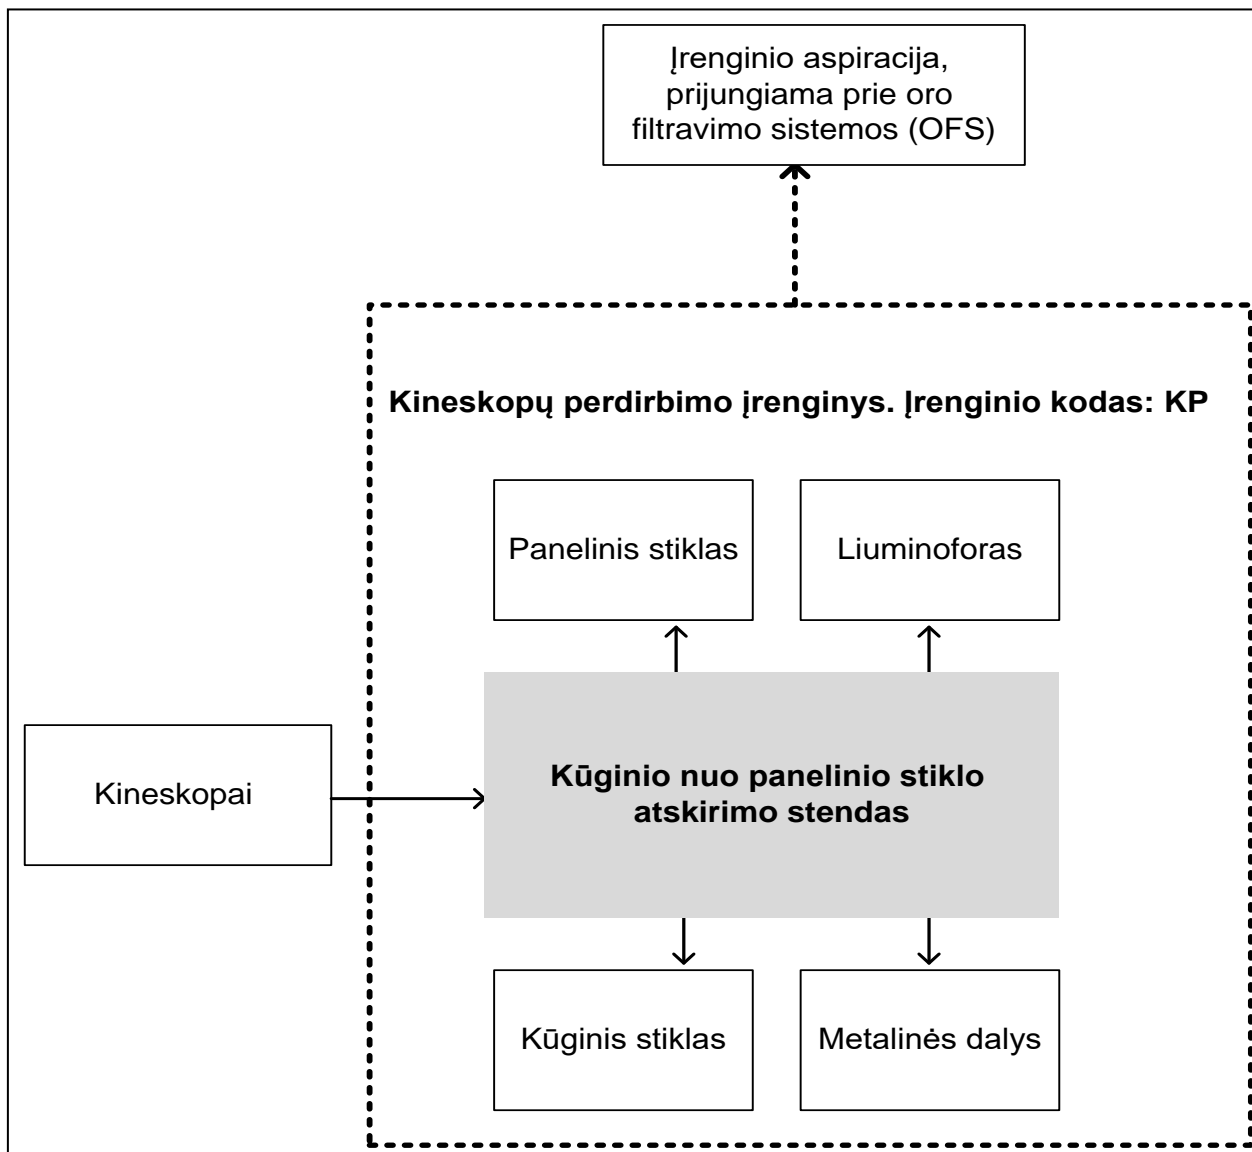 Įrenginio aspiracija,
prijungiama prie oro
filtravimo sistemos (OFS)
Kineskopų perdirbimo įrenginys. Įrenginio kodas: KP
Panelinis stiklas
Liuminoforas
Kineskopai
Kūginio nuo panelinio stiklo
atskirimo stendas
Kūginis stiklas
Metalinės dalys